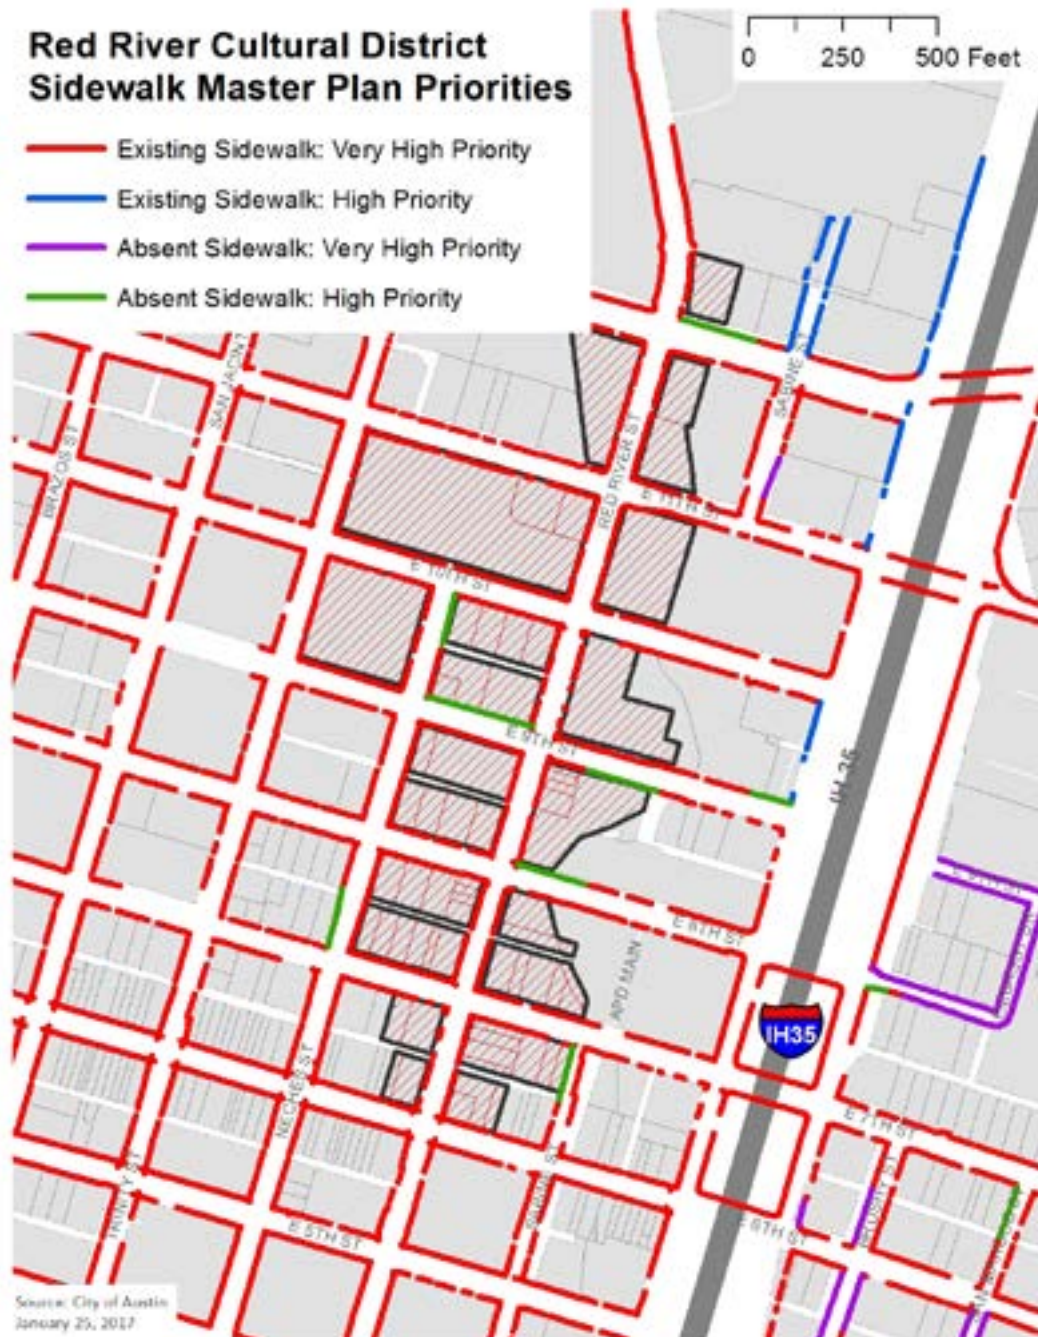 Red River Cultural District
Sidewalk Master Plan Priorities
0 250 500 Feet
Existing Sidewalk: Very High Priority
Existing Sidewalk: High Priority
Absent Sidewalk: Very High Priority
Absent Sidewalk: High Priority
SAN JACINT
SABINE ST
BRAZOS ST
RED RIVER ST
E 11TH ST
E 10TH ST
E 9TH ST
IH-35
E 8TH ST
APD MAIN
IH35
NECHES ST
E 7TH ST
TRINITY ST
E 6TH ST
E 5TH ST
Source: City of Austin
January 25, 2017